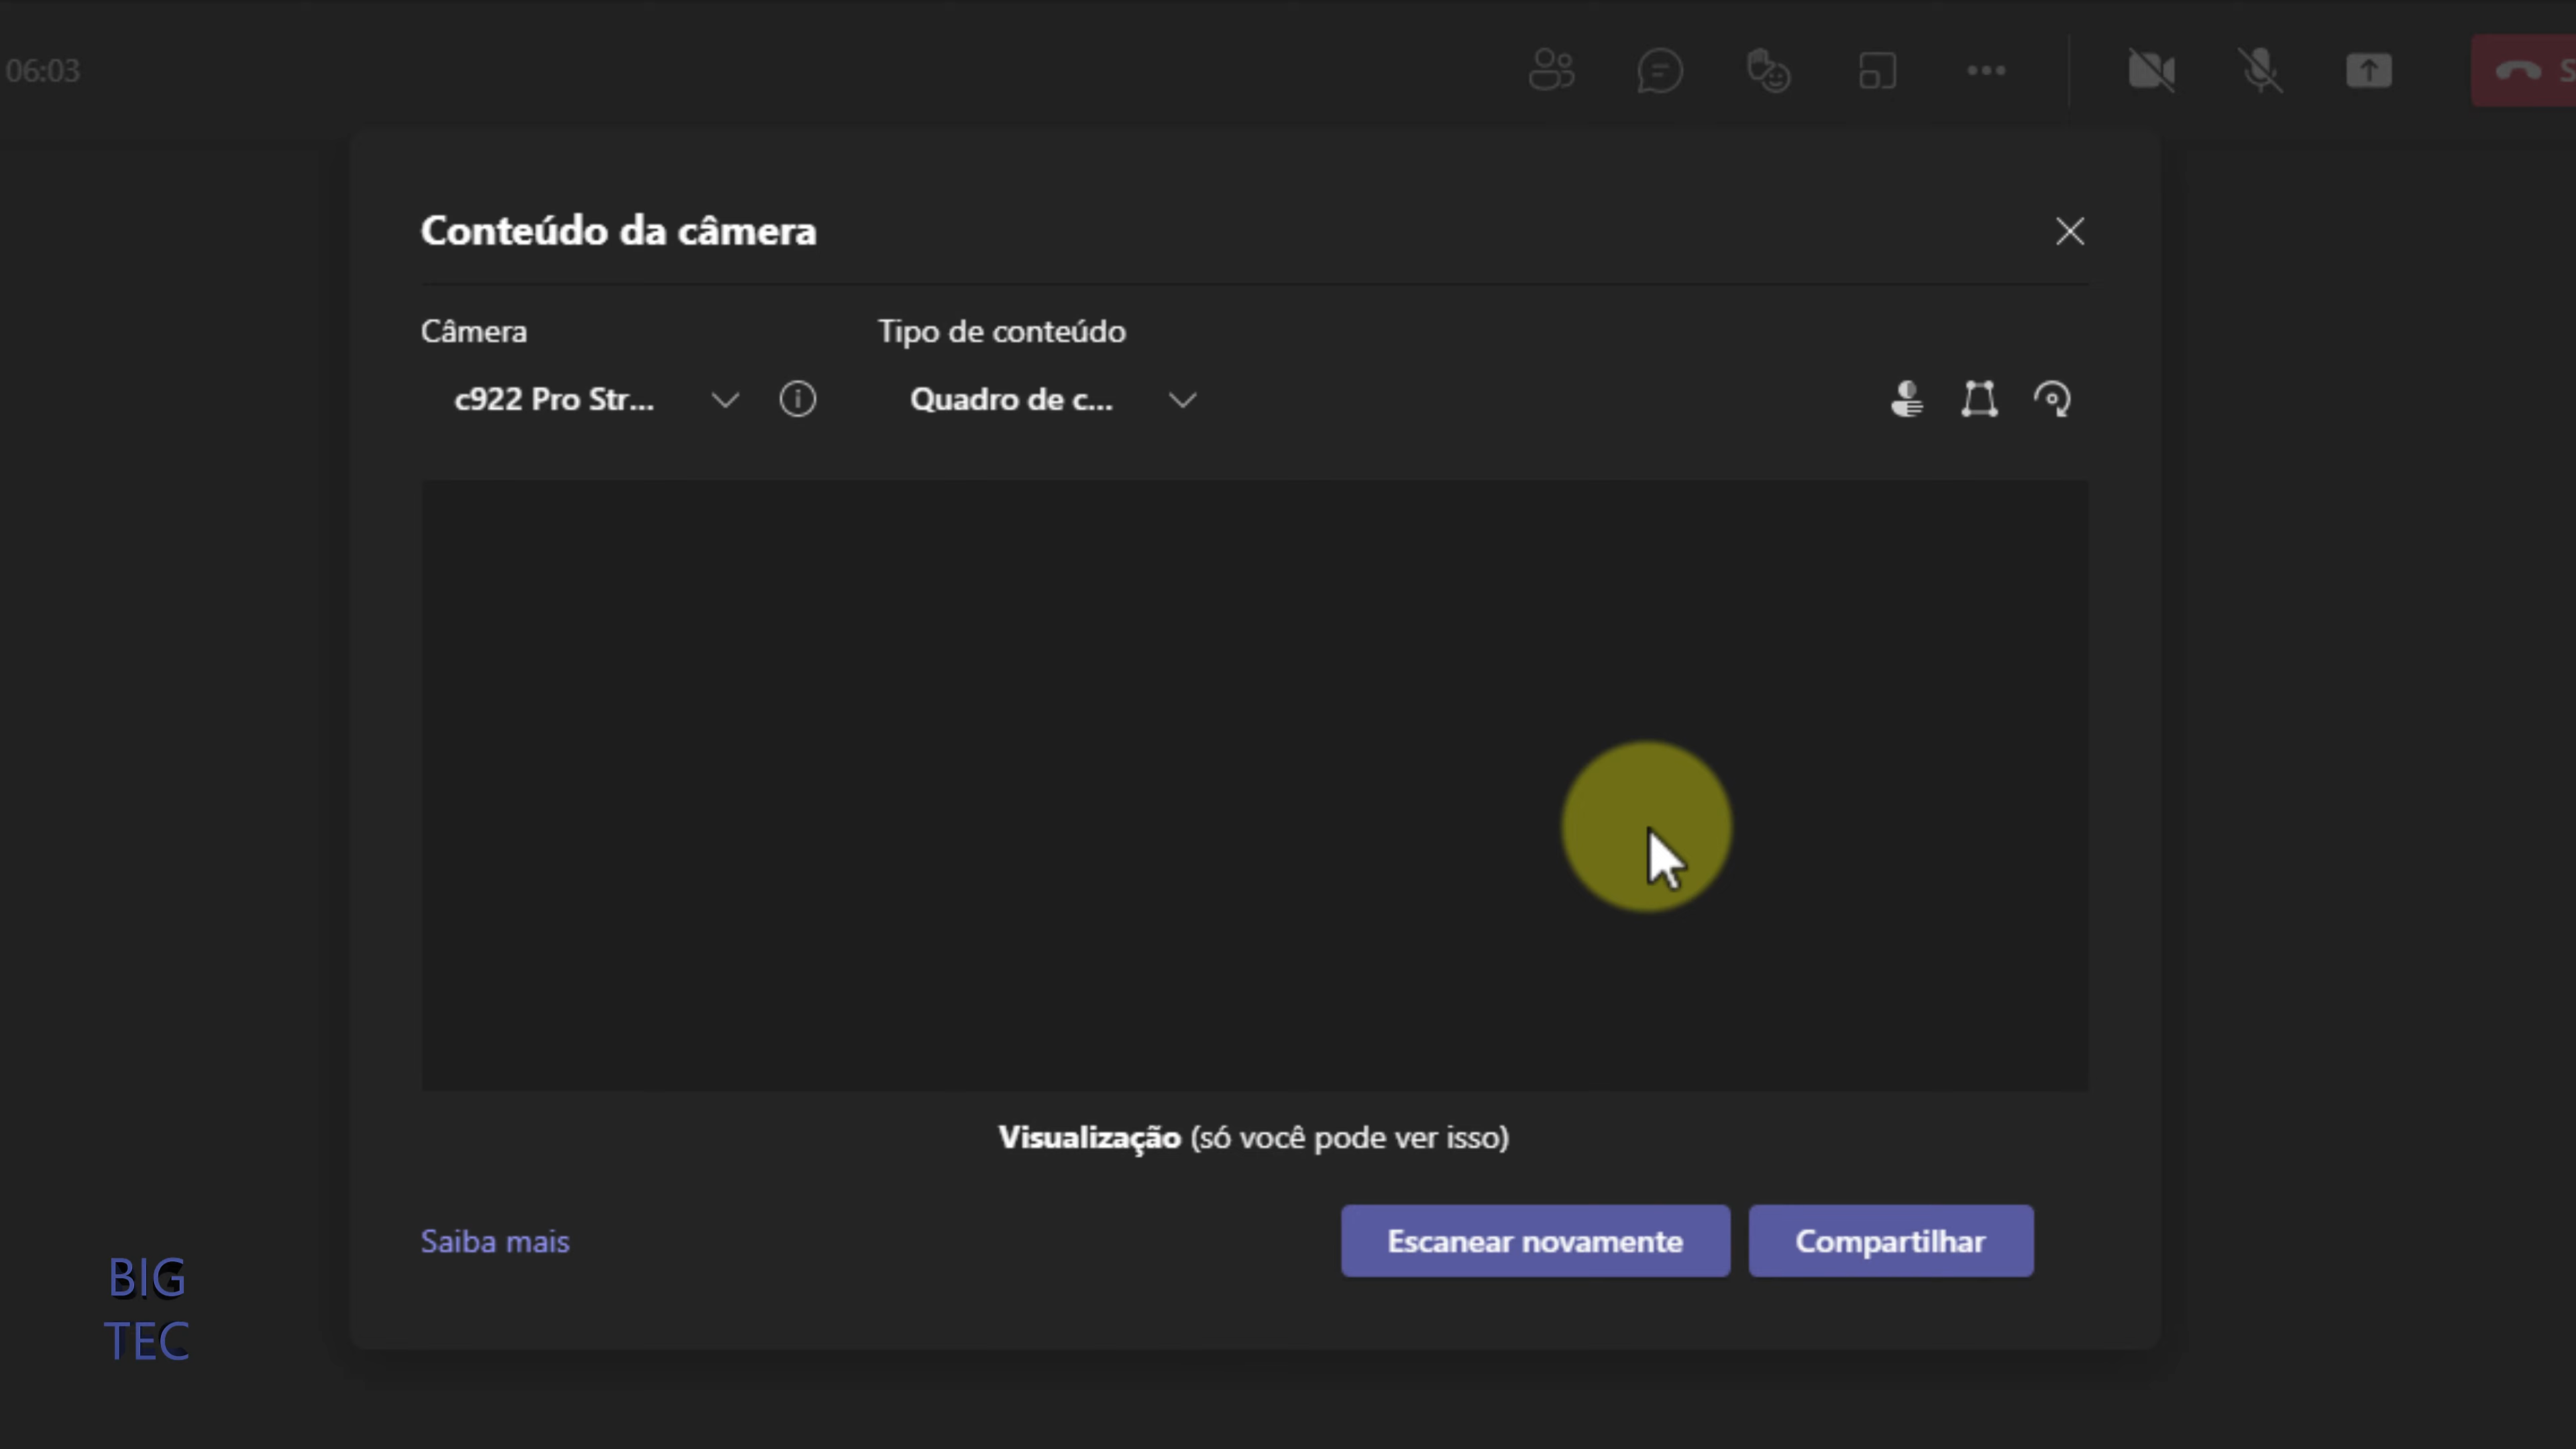 06:03
S
Conteúdo da câmera
Câmera
Tipo de conteúdo
c922 Pro Str...
Quadro de c...
Visualização (só você pode ver isso)
Saiba mais
Escanear novamente
Compartilhar
BIG
TEC